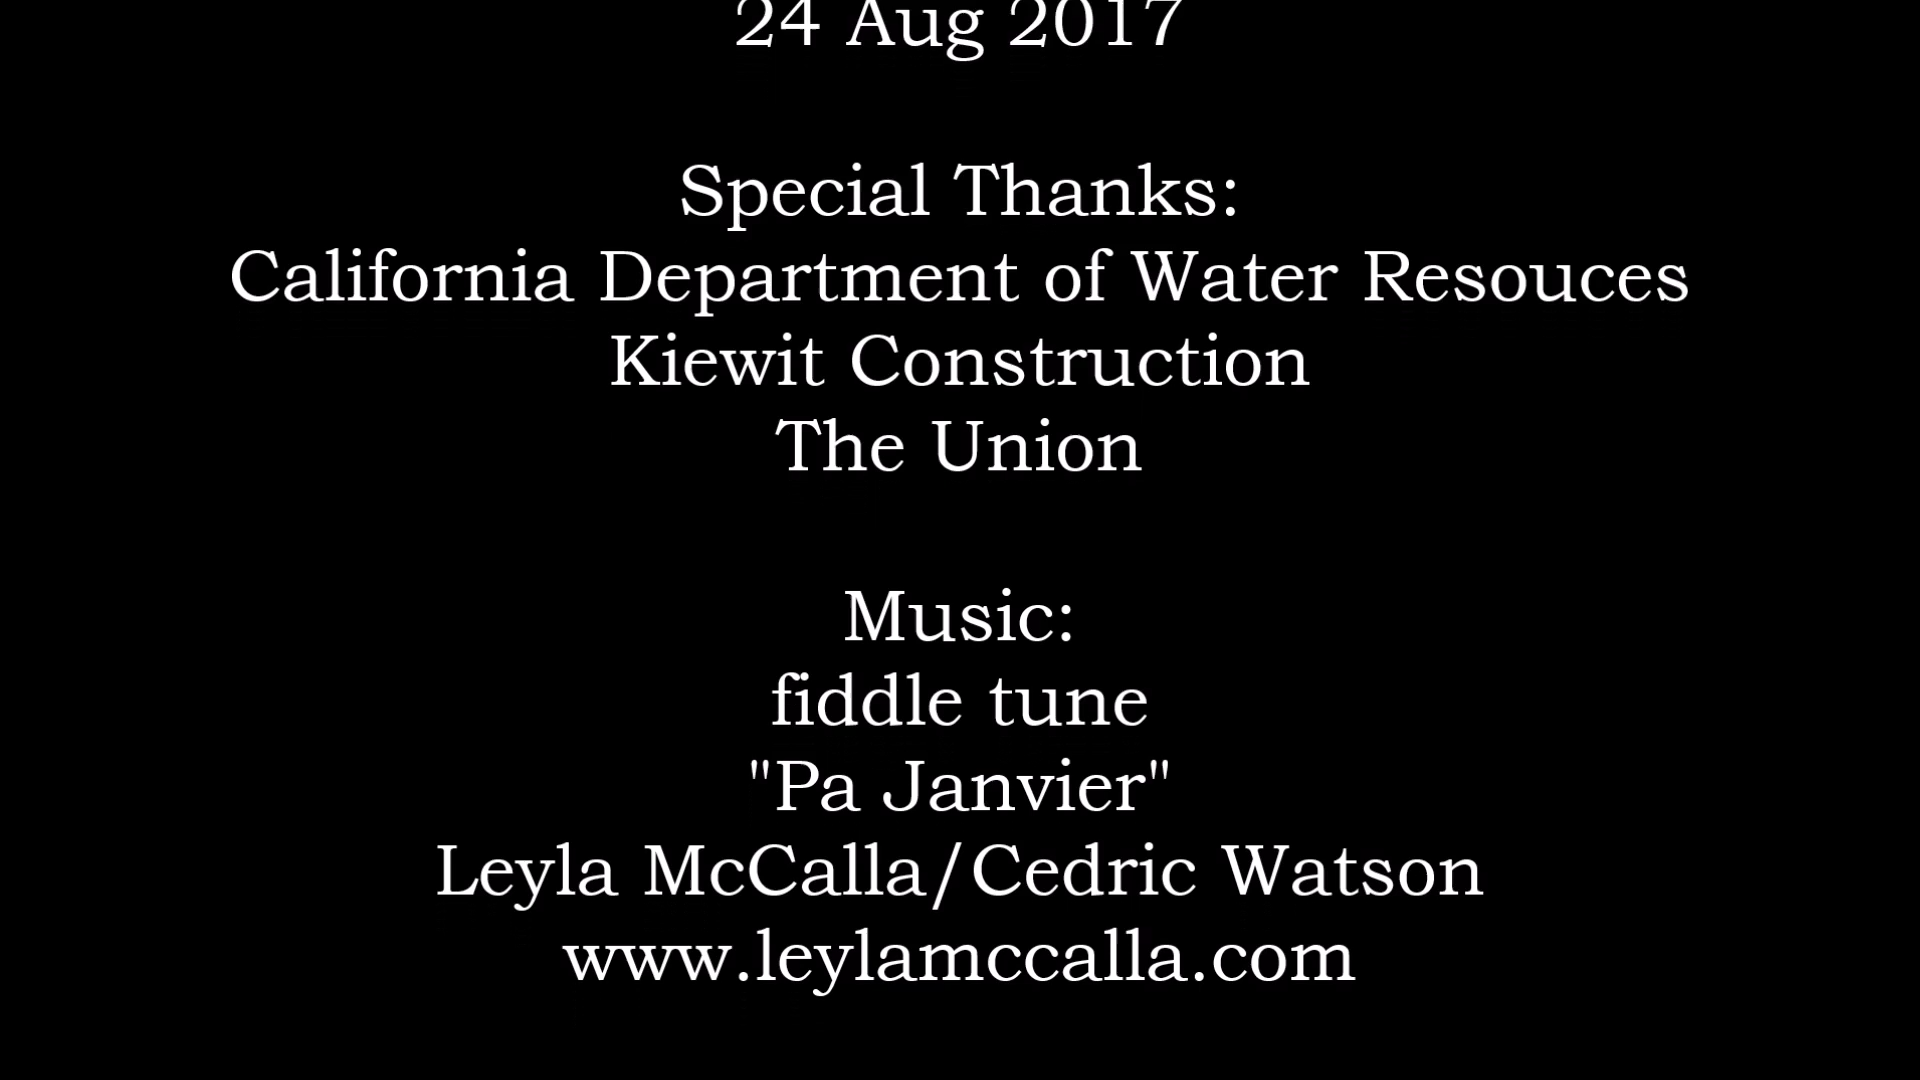 24 Aug 2017
Special Thanks:
California Department of Water Resouces
Kiewit Construction
The Union
Music:
fiddle tune
"Pa Janvier"
Leyla McCalla/Cedric Watson
www.leylamccalla.com